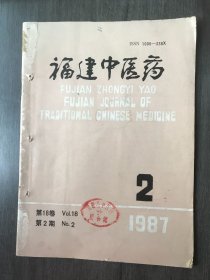 ISSN 1000-338X
福建中医药
FUJIAN ZHONGYI YAO
FUJIAN JOURNAL OF
TRADITIONAL CHINESE MEDICINE
2
第18卷 Vol.18
第2期 No.2
1987